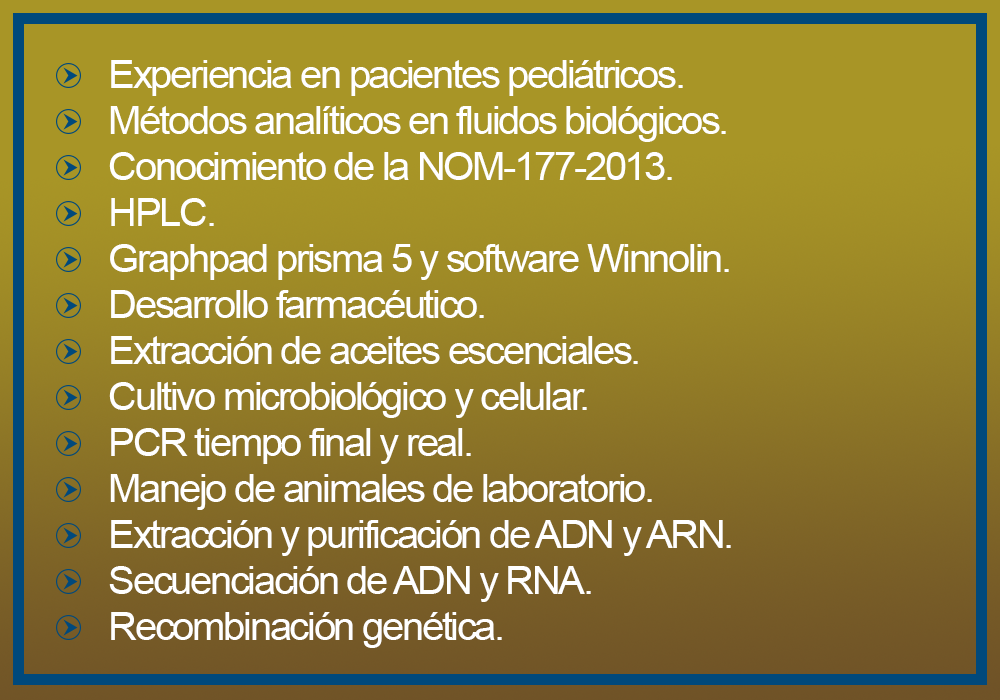 Experiencia en pacientes pediátricos.
Métodos analíticos en fluidos biológicos.
Conocimiento de la NOM-177-2013.
HPLC.
Graphpad prisma 5 y software Winnolin.
Desarrollo farmacéutico.
Extracción de aceites escenciales.
Cultivo microbiológico y celular.
PCR tiempo final y real.
Manejo de animales de laboratorio.
Extracción y purificación de ADN y ARN.
Secuenciación de ADN y RNA.
Recombinación genética.